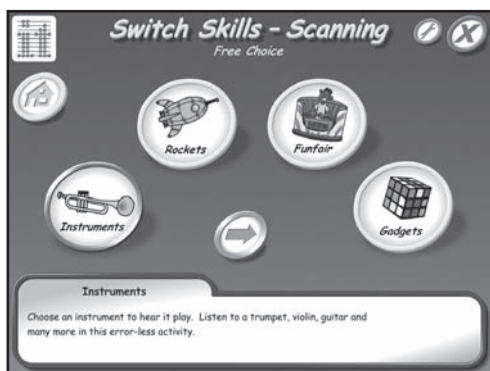 Switch Skills – Scanning
Free Choice
Rockets
Funfair
Instruments
Gadgets
Instruments
Choose an instrument to hear it play. Listen to a trumpet, violin, guitar and
many more in this error-less activity.